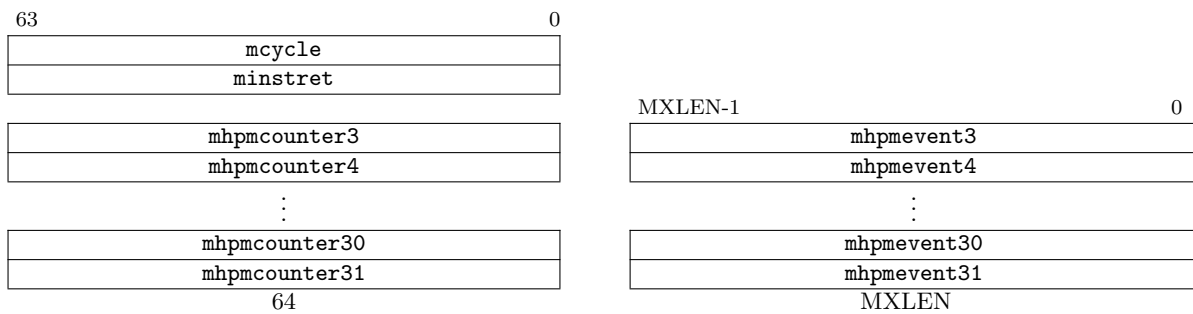 63 0
mcycle
minstret
MXLEN-1 0
mhpmcounter3 mhpmevent3
mhpmcounter4 mhpmevent4
⋮ ⋮
mhpmcounter30 mhpmevent30
mhpmcounter31 mhpmevent31
64 MXLEN